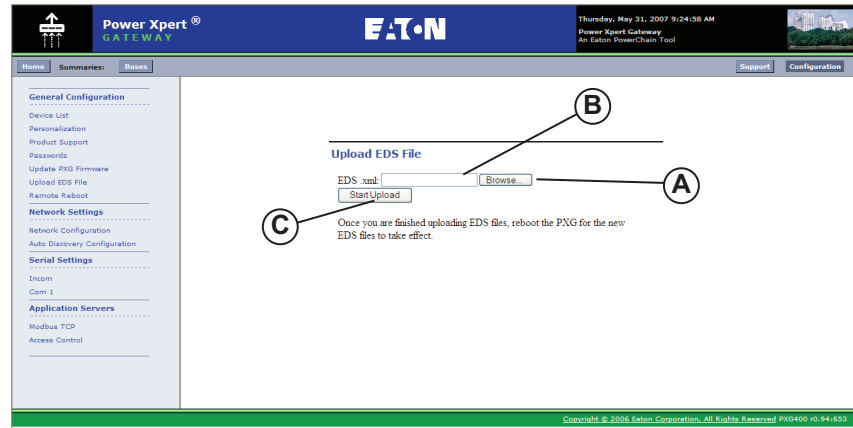 Power Xpert ®
GATEWAY
EATON
Thursday, May 31, 2007 9:24:58 AM
Power Xpert Gateway
An Eaton PowerChain Tool
Home Summaries: Buses
Support Configuration
General Configuration
Device List
Personalization
Product Support
Passwords
Update PXG Firmware
Upload EDS File
Remote Reboot
Network Settings
Network Configuration
Auto Discovery Configuration
Serial Settings
Incom
Com 1
Application Servers
Modbus TCP
Access Control
B
Upload EDS File
EDS .xml: Browse...
A
Start Upload
C
Once you are finished uploading EDS files, reboot the PXG for the new
EDS files to take effect.
Copyright © 2006 Eaton Corporation, All Rights Reserved PXG400 r0.94:653